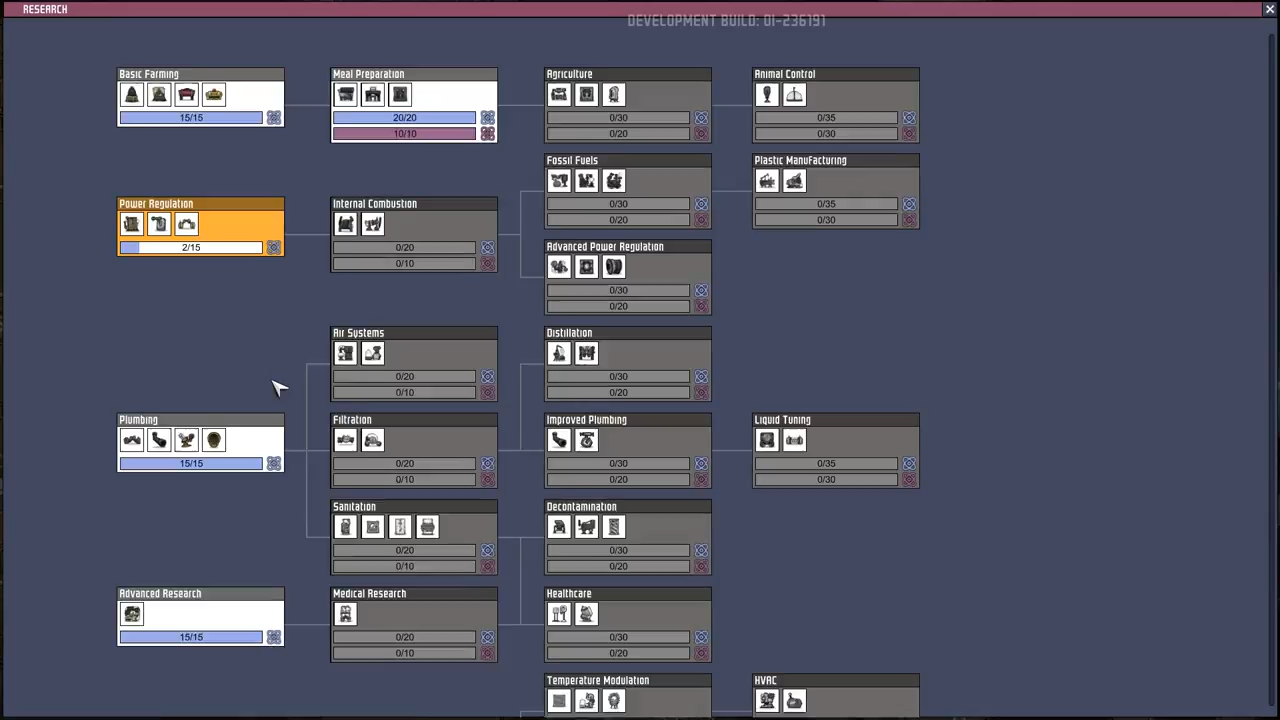 RESEARCH
DEVELOPMENT BUILD: 01-236191
Basic Farming
15/15
Meal Preparation
20/20
10/10
Agriculture
0/30
0/20
Animal Control
0/35
0/30
Fossil Fuels
0/30
0/20
Plastic Manufacturing
0/35
0/30
Power Regulation
2/15
Internal Combustion
0/20
0/10
Advanced Power Regulation
0/30
0/20
Air Systems
0/20
0/10
Distillation
0/30
0/20
Plumbing
15/15
Filtration
0/20
0/10
Improved Plumbing
0/30
0/20
Liquid Tuning
0/35
0/30
Sanitation
0/20
0/10
Decontamination
0/30
0/20
Advanced Research
15/15
Medical Research
0/20
0/10
Healthcare
0/30
0/20
Temperature Modulation
HVAC